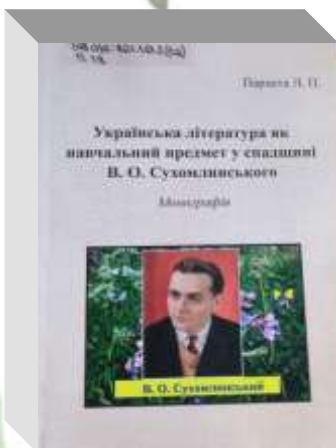 Українська література як
навчальний предмет у спадщині
В. О. Сухомлинського
Монографія
В. О. Сухомлинський